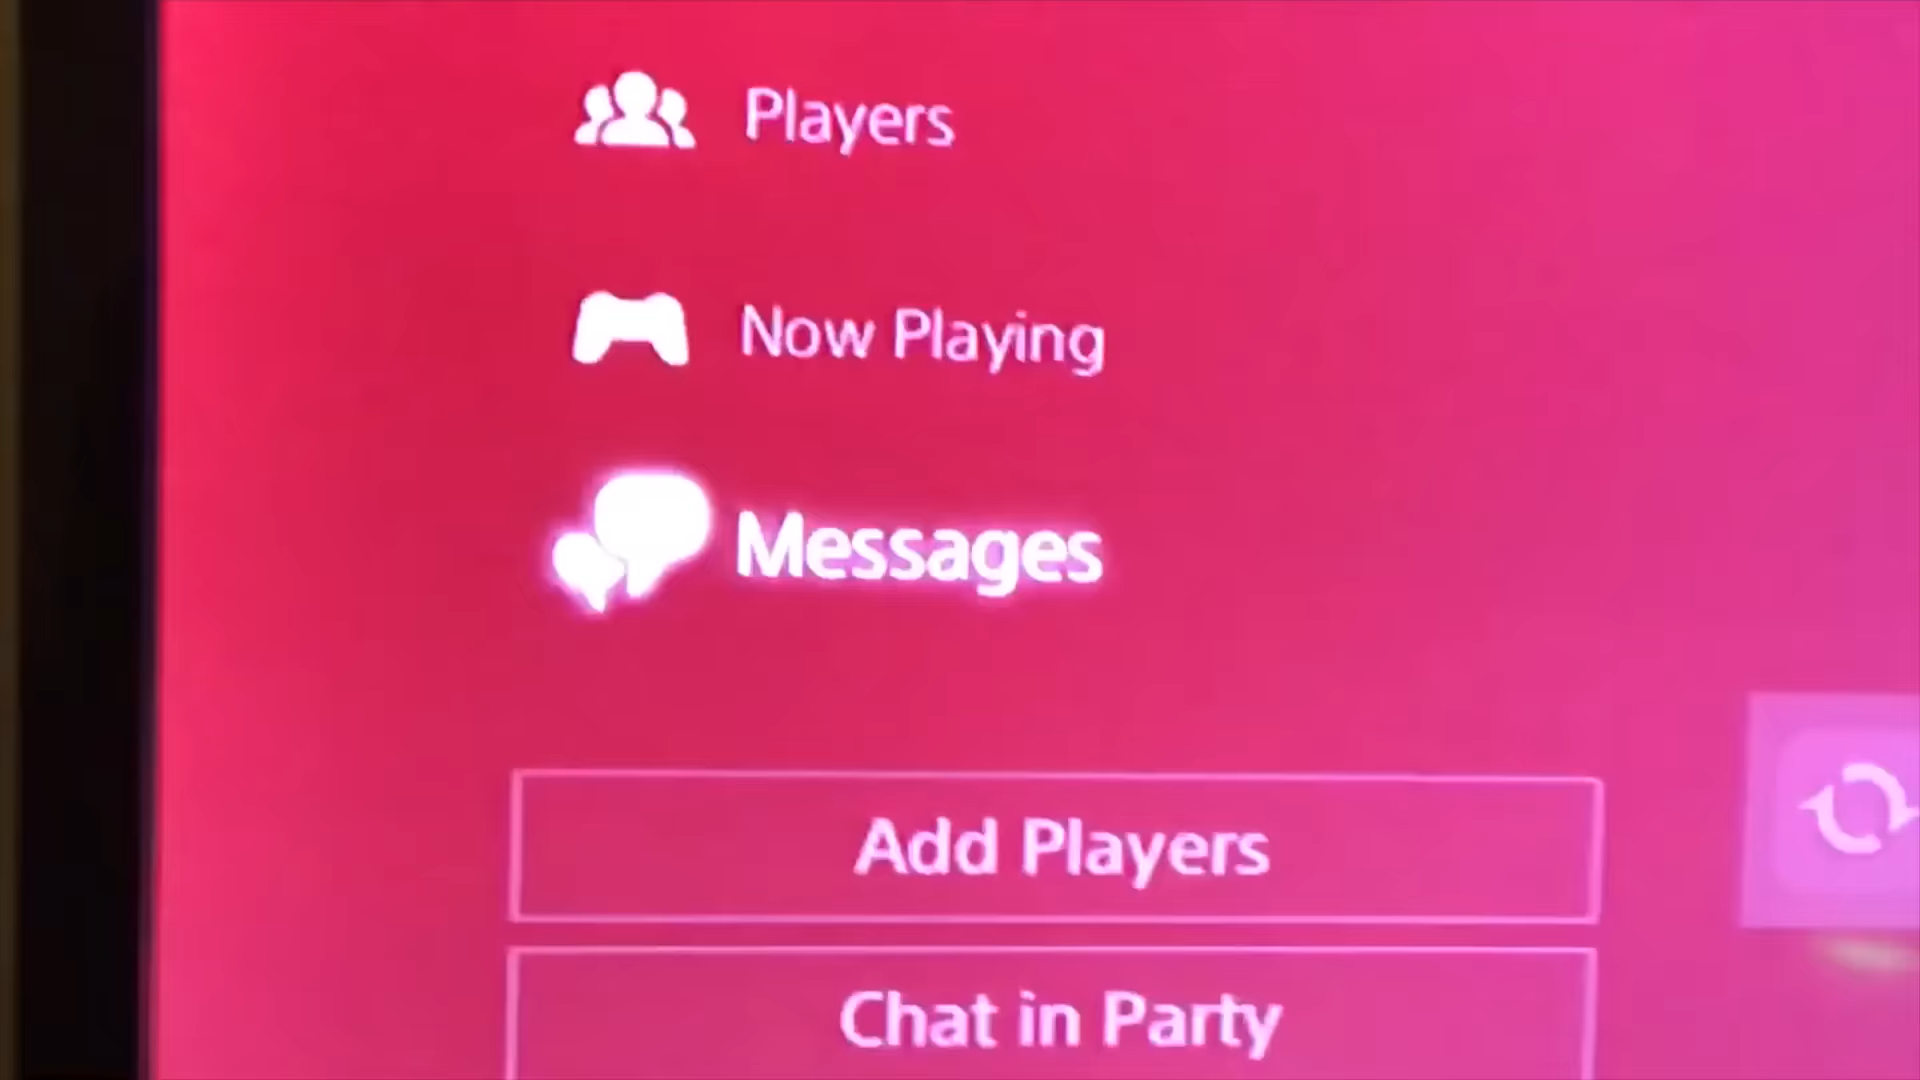 Players
Now Playing
Messages
Add Players
Chat in Party